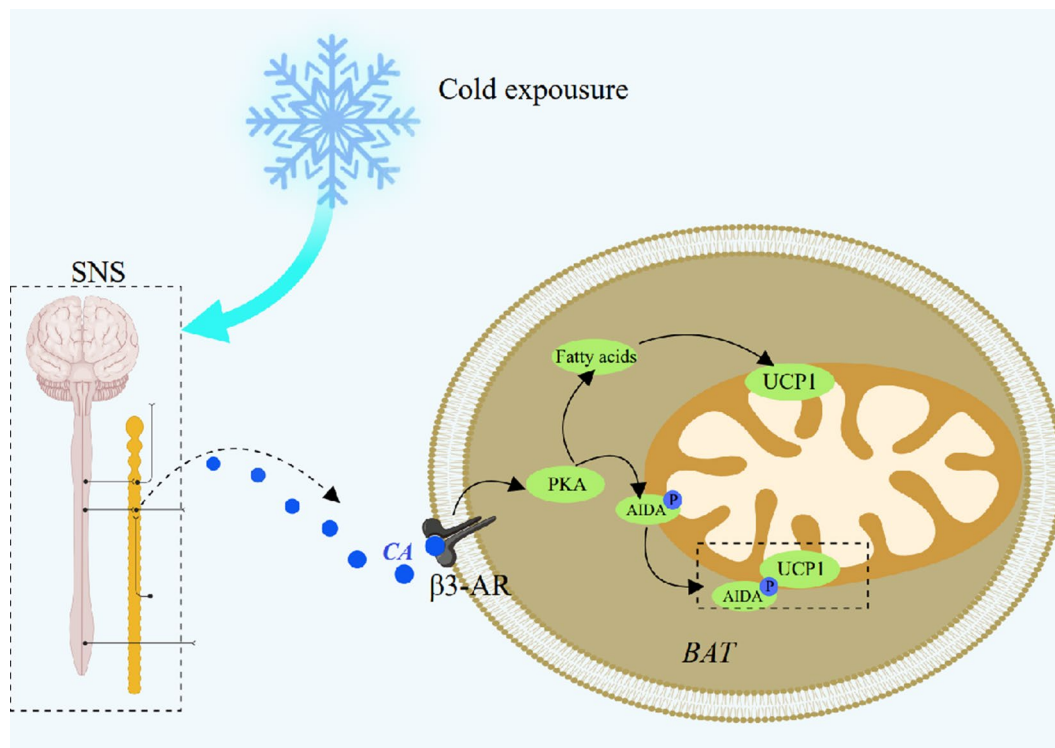 Cold expousure
SNS
Fatty acids
UCP1
PKA
AIDA
P
CA
β3-AR
UCP1
P
AIDA
BAT